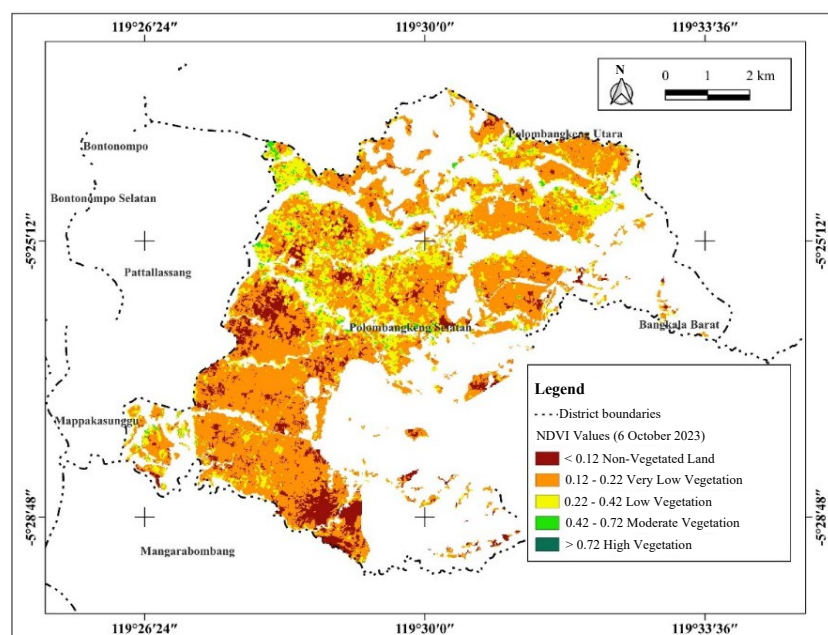 119°26′24″ 119°30′0″ 119°33′36″
N 0 1 2 km
Polombangkeng Utara
Bontonompo
Bontonompo Selatan
-5°25′12″ -5°25′12″
Pattallassang
Polombangkeng Selatan
Bangkala Barat
Legend
District boundaries
NDVI Values (6 October 2023)
< 0.12 Non-Vegetated Land
0.12 - 0.22 Very Low Vegetation
0.22 - 0.42 Low Vegetation
0.42 - 0.72 Moderate Vegetation
> 0.72 High Vegetation
Mappakasunggu
-5°28′48″ -5°28′48″
Mangarabombang
119°26′24″ 119°30′0″ 119°33′36″